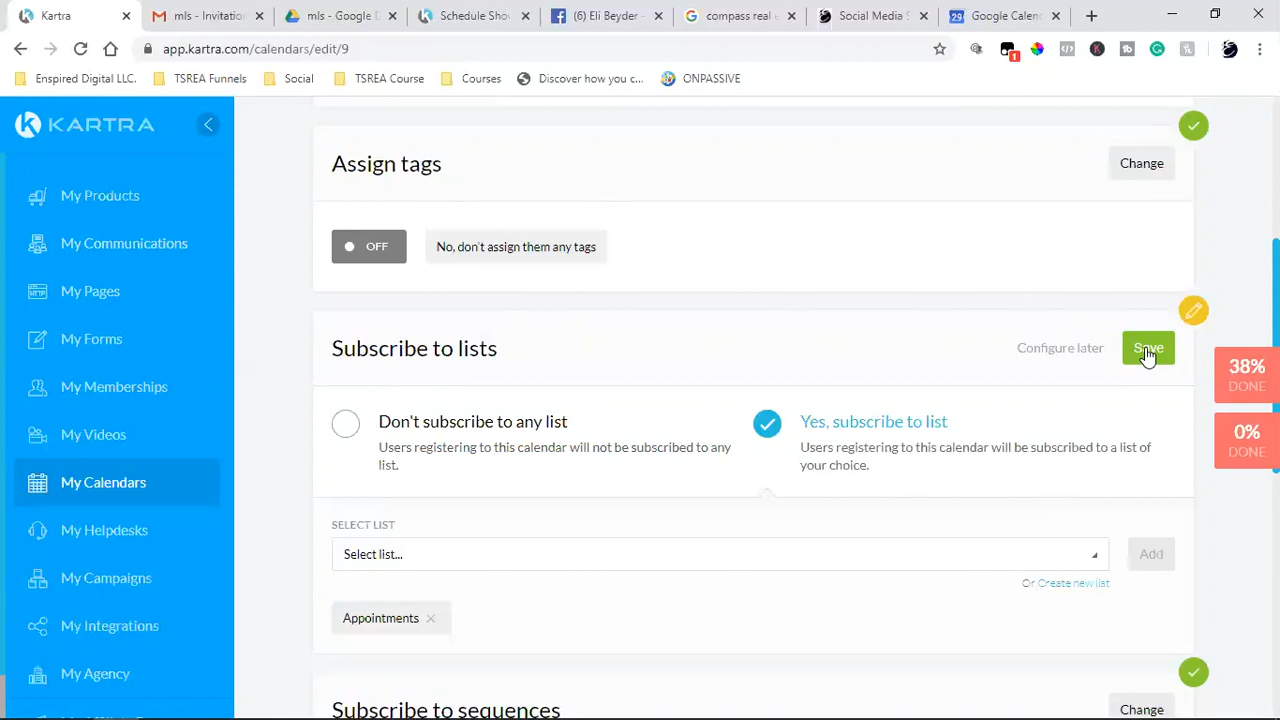 Kartra
mls - Invitation
mls - Google D
Schedule Sho
(6) Eli Beyder -
compass real e
Social Media S
Google Calen
app.kartra.com/calendars/edit/9
1
Enspired Digital LLC.
TSREA Funnels
Social
TSREA Course
Courses
Discover how you c...
ONPASSIVE
KARTRA
My Products
My Communications
My Pages
My Forms
My Memberships
My Videos
My Calendars
My Helpdesks
My Campaigns
My Integrations
My Agency
Assign tags
Change
OFF
No, don't assign them any tags
Subscribe to lists
Configure later
Save
Don't subscribe to any list
Users registering to this calendar will not be subscribed to any
list.
Yes, subscribe to list
Users registering to this calendar will be subscribed to a list of
your choice.
SELECT LIST
Select list...
Add
Or Create new list
Appointments
Subscribe to sequences
Change
38%
DONE
0%
DONE